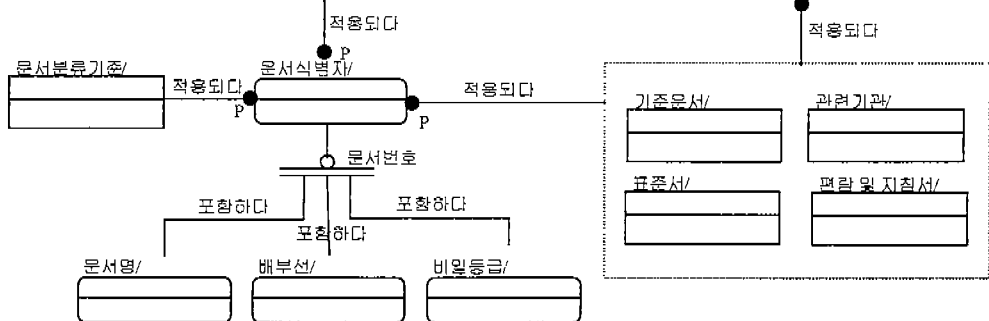 적용되다
적용되다
P
문서분류기준/
문서식별자/
적용되다
적용되다
P
P
기준문서/
관련기관/
문서번호
표준서/
편람 및 지침서/
포함하다
포함하다
포함하다
문서명/
배부선/
비밀등급/